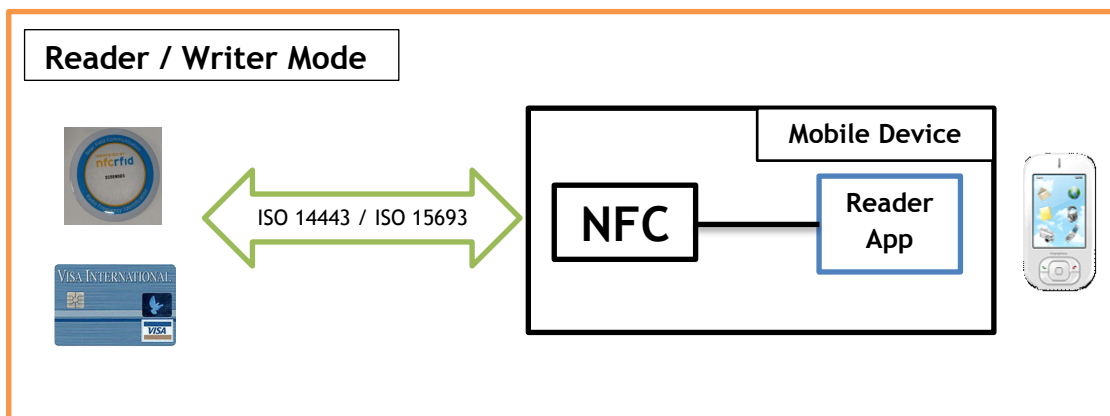 Reader / Writer Mode
Mobile Device
nfcrfid
ISO 14443 / ISO 15693
NFC
Reader
App
VISA INTERNATIONAL
VISA